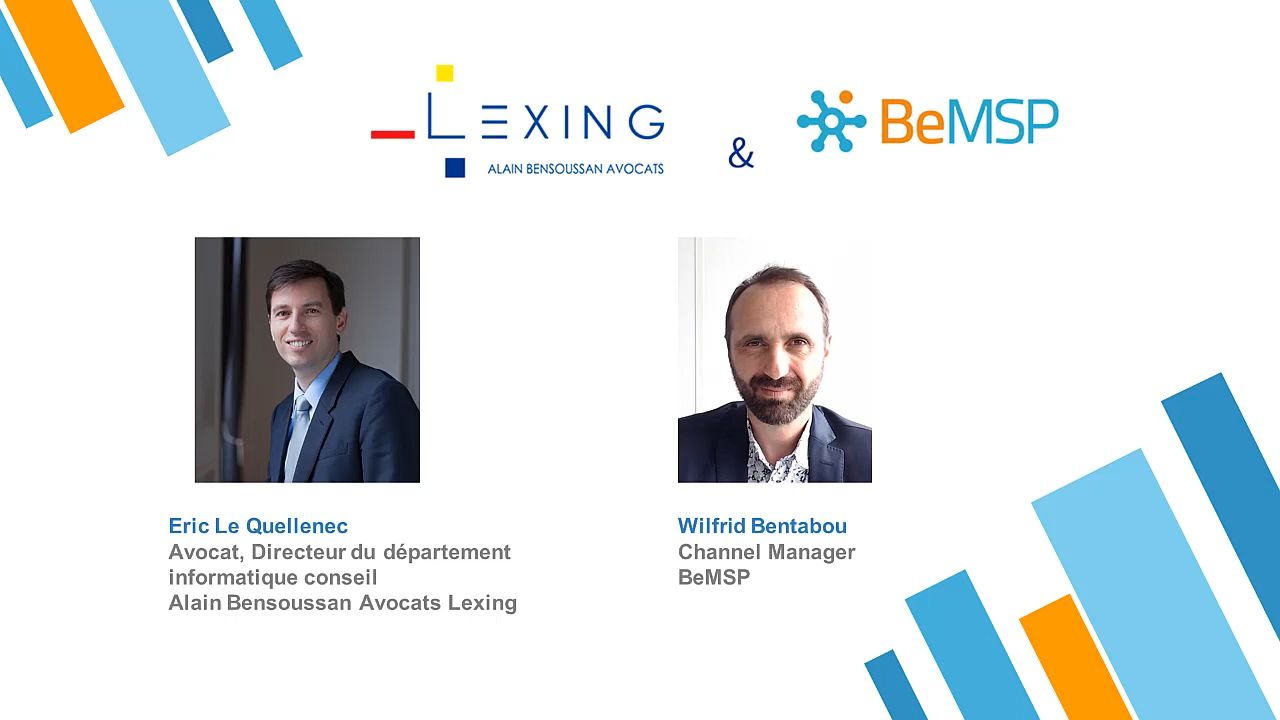 LEXING
ALAIN BENSOUSSAN AVOCATS
&
BeMSP
Eric Le Quellenec
Avocat, Directeur du département
informatique conseil
Alain Bensoussan Avocats Lexing
Wilfrid Bentabou
Channel Manager
BeMSP